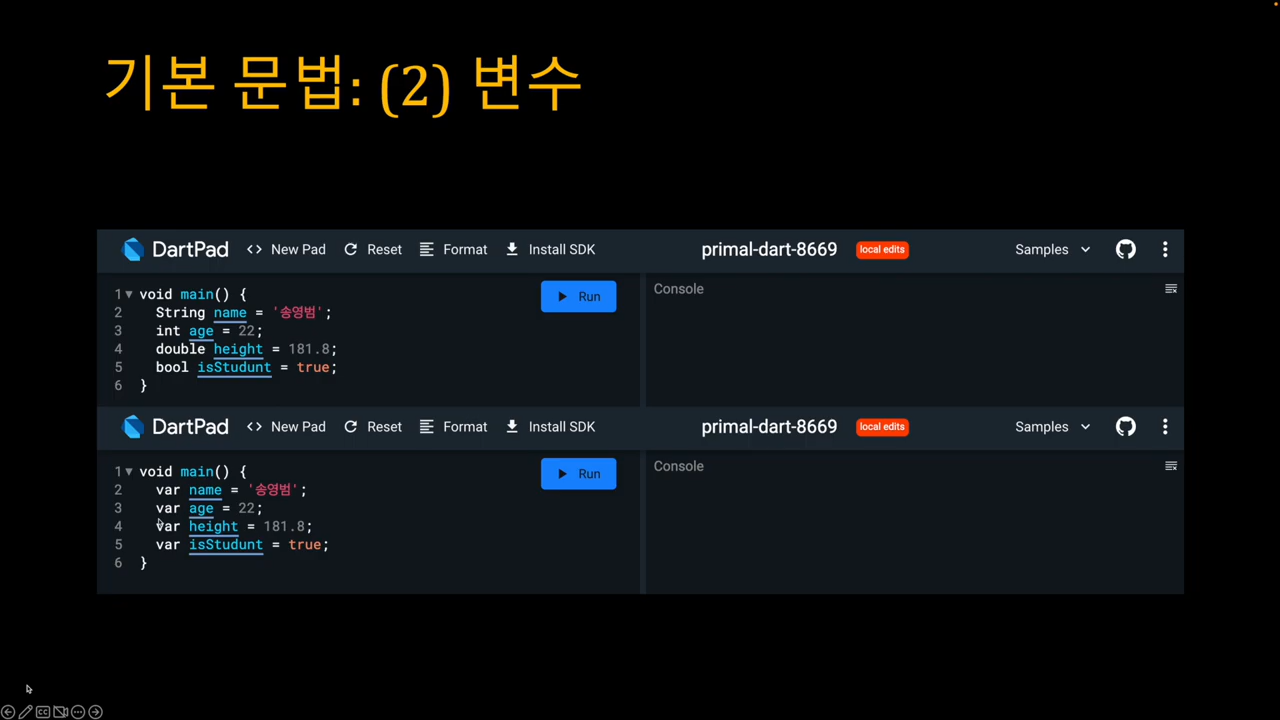 기본 문법: (2) 변수
DartPad <> New Pad Reset Format Install SDK primal-dart-8669 local edits Samples
1 void main() { Run Console
2 String name = '송영범';
3 int age = 22;
4 double height = 181.8;
5 bool isStudunt = true;
6 }
DartPad <> New Pad Reset Format Install SDK primal-dart-8669 local edits Samples
1 void main() { Run Console
2 var name = '송영범';
3 var age = 22;
4 var height = 181.8;
5 var isStudunt = true;
6 }
CC